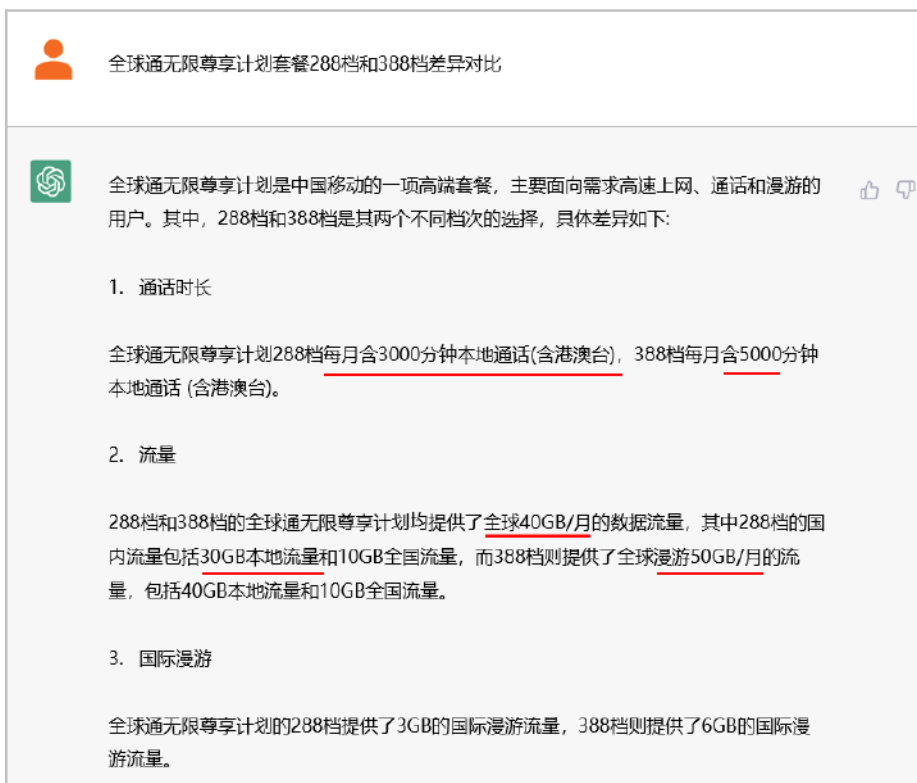 全球通无限尊享计划套餐288档和388档差异对比
全球通无限尊享计划是中国移动的一项高端套餐，主要面向需求高速上网、通话和漫游的
用户。其中，288档和388档是其两个不同档次的选择，具体差异如下：
1. 通话时长
全球通无限尊享计划288档每月含3000分钟本地通话(含港澳台)，388档每月含5000分钟
本地通话 (含港澳台)。
2. 流量
288档和388档的全球通无限尊享计划均提供了全球40GB/月的数据流量，其中288档的国
内流量包括30GB本地流量和10GB全国流量，而388档则提供了全球漫游50GB/月的流
量，包括40GB本地流量和10GB全国流量。
3. 国际漫游
全球通无限尊享计划的288档提供了3GB的国际漫游流量，388档则提供了6GB的国际漫
游流量。